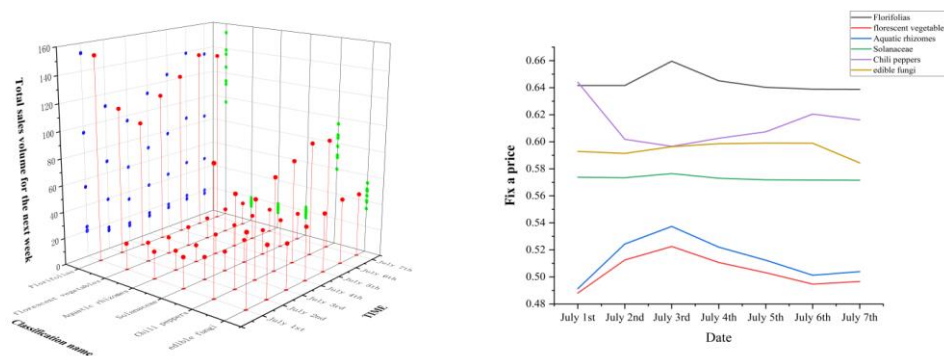 Total sales volume for the next week
160
140
120
100
80
60
40
20
0
Florifolias
Florescent vegetables
Aquatic rhizomes
Solanaceae
Chili peppers
edible fungi
Classification name
July 1st
July 2nd
July 3rd
July 4th
July 5th
July 6th
July 7th
TIME
Florifolias
florescent vegetable
Aquatic rhizomes
Solanaceae
Chili peppers
edible fungi
Fix a price
0.66
0.64
0.62
0.60
0.58
0.56
0.54
0.52
0.50
0.48
July 1st July 2nd July 3rd July 4th July 5th July 6th July 7th
Date